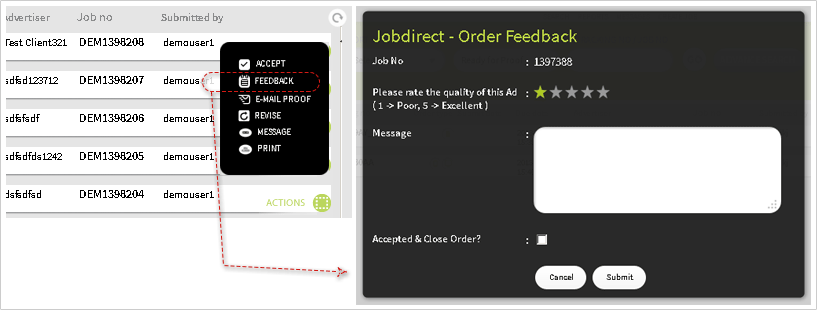 Advertiser Job no Submitted by
Test Client321 DEM1398208 demouser1
sdfsd123712 DEM1398207 demouser1
sdfsfsdf DEM1398206 demouser1
sdfsdfds1242 DEM1398205 demouser1
dsfsdfsd DEM1398204 demouser1
ACCEPT
FEEDBACK
E-MAIL PROOF
REVISE
MESSAGE
PRINT
ACTIONS
Jobdirect - Order Feedback
Job No : 1397388
Please rate the quality of this Ad :
( 1 -> Poor, 5 -> Excellent )
Message :
Accepted & Close Order? :
Cancel Submit